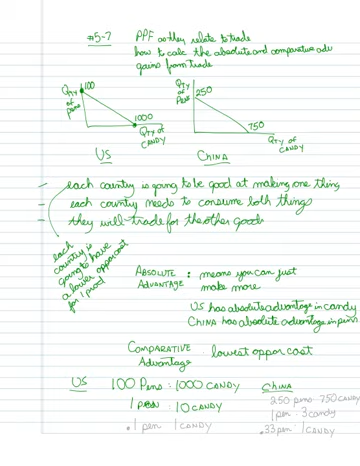 #5-7 PPF as they relate to trade
how to calc the absolute and comparative adv
gains from trade
QTY of pens 100
1000
QTY of CANDY
US
QTY of PENS 250
750
QTY of CANDY
CHINA
- each country is going to be good at making one thing
- each country needs to consume both things
- they will trade for the other goods
each
country is
going to have
a lower opporcost
for 1 prod
ABSOLUTE ADVANTAGE : means you can just make more
US has absolute advantage in candy
CHINA has absolute advantage in pens
COMPARATIVE Advantage : lowest oppor cost
US 100 Pens : 1000 CANDY
1 pen : 10 CANDY
.1 pen 1 CANDY
CHINA
250 pens : 750 CANDY
1 pen : 3 candy
.33 pen : 1 CANDY